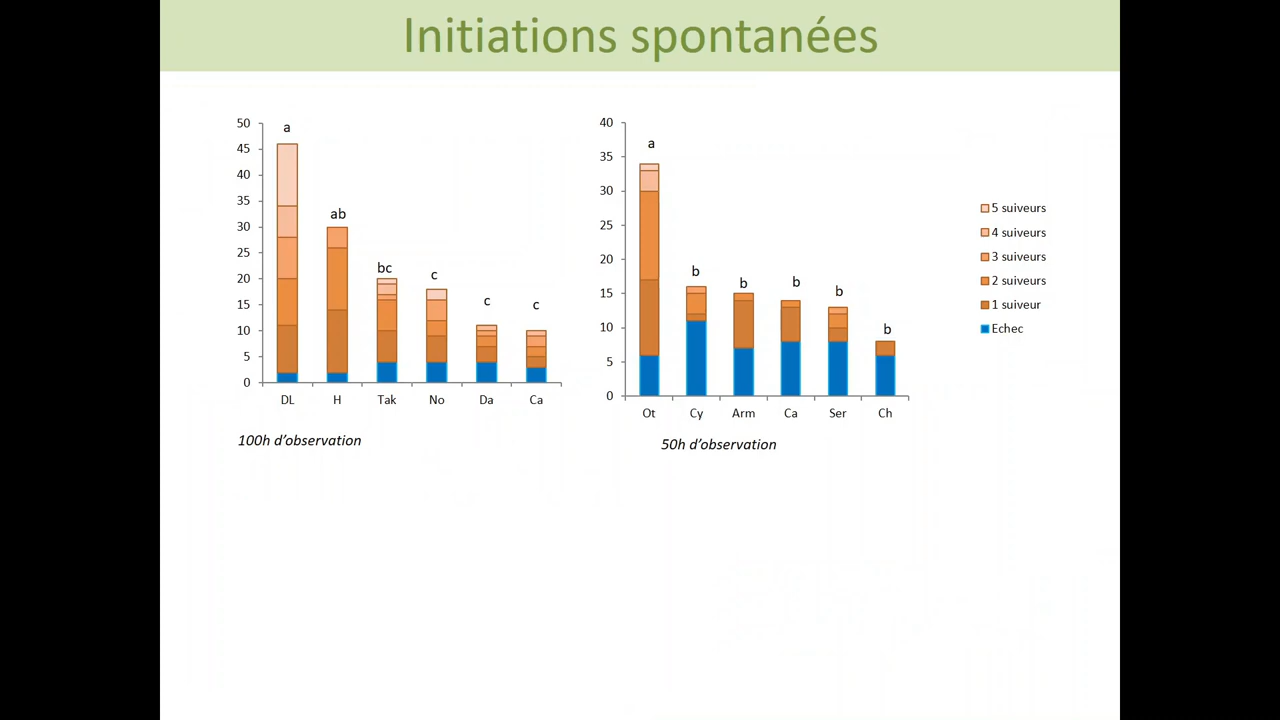 Initiations spontanées
50
45
40
35
30
25
20
15
10
5
0
a
ab
bc
c
c
c
DL H Tak No Da Ca
100h d’observation
40
35
30
25
20
15
10
5
0
a
b
b
b
b
b
Ot Cy Arm Ca Ser Ch
50h d’observation
5 suiveurs
4 suiveurs
3 suiveurs
2 suiveurs
1 suiveur
Echec